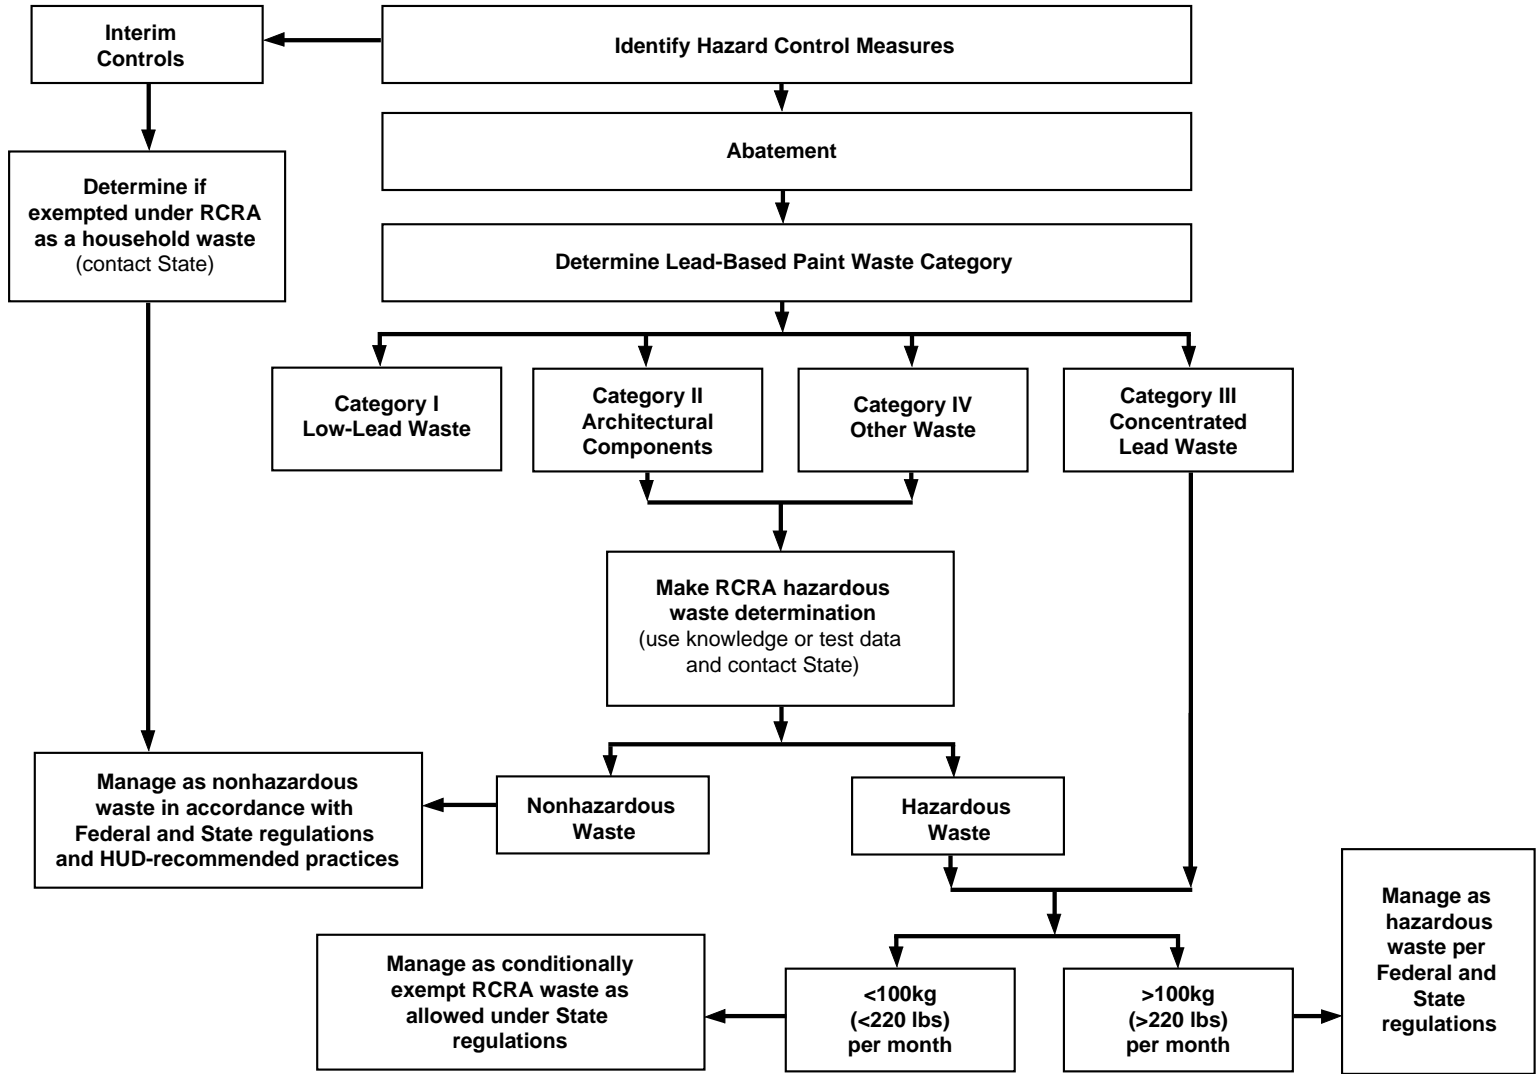 Interim
Controls
Identify Hazard Control Measures
Abatement
Determine if
exempted under RCRA
as a household waste
(contact State)
Determine Lead-Based Paint Waste Category
Category I
Low-Lead Waste
Category II
Architectural
Components
Category IV
Other Waste
Category III
Concentrated
Lead Waste
Make RCRA hazardous
waste determination
(use knowledge or test data
and contact State)
Manage as nonhazardous
waste in accordance with
Federal and State regulations
and HUD-recommended practices
Nonhazardous
Waste
Hazardous
Waste
Manage as conditionally
exempt RCRA waste as
allowed under State
regulations
<100kg
(<220 lbs)
per month
>100kg
(>220 lbs)
per month
Manage as
hazardous
waste per
Federal and
State
regulations